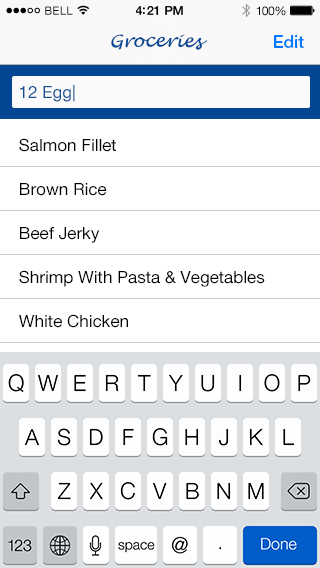 BELL 4:21 PM 100%
Groceries Edit
12 Egg
Salmon Fillet
Brown Rice
Beef Jerky
Shrimp With Pasta & Vegetables
White Chicken
Q W E R T Y U I O P
A S D F G H J K L
Z X C V B N M
123 space @ . Done